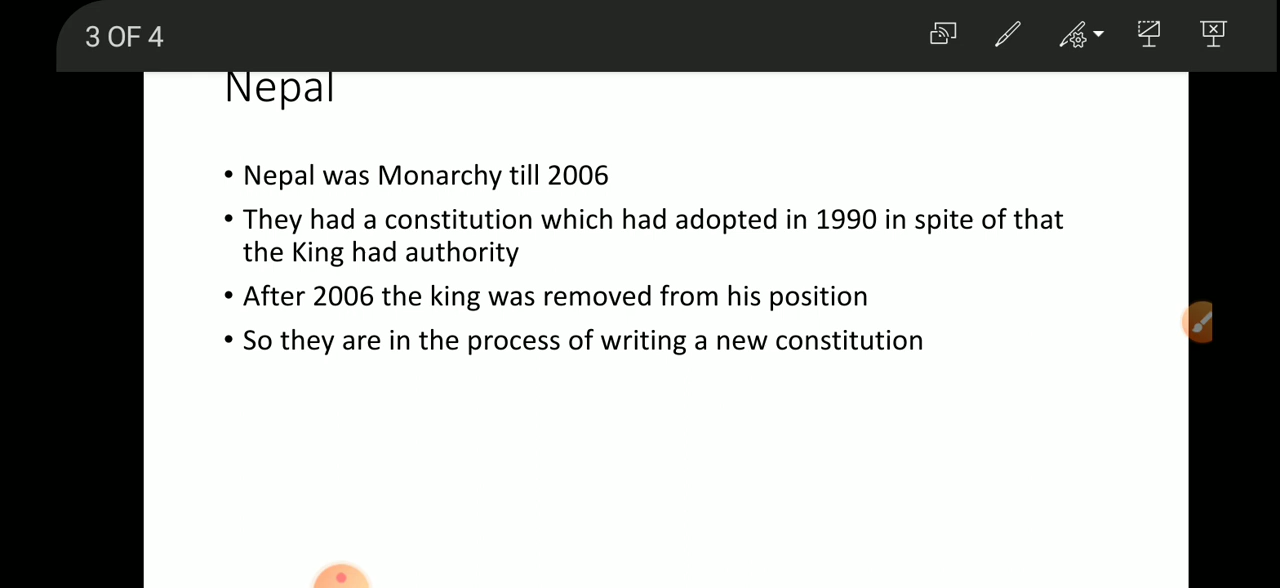 3 OF 4
Nepal
• Nepal was Monarchy till 2006
• They had a constitution which had adopted in 1990 in spite of that
the King had authority
• After 2006 the king was removed from his position
• So they are in the process of writing a new constitution